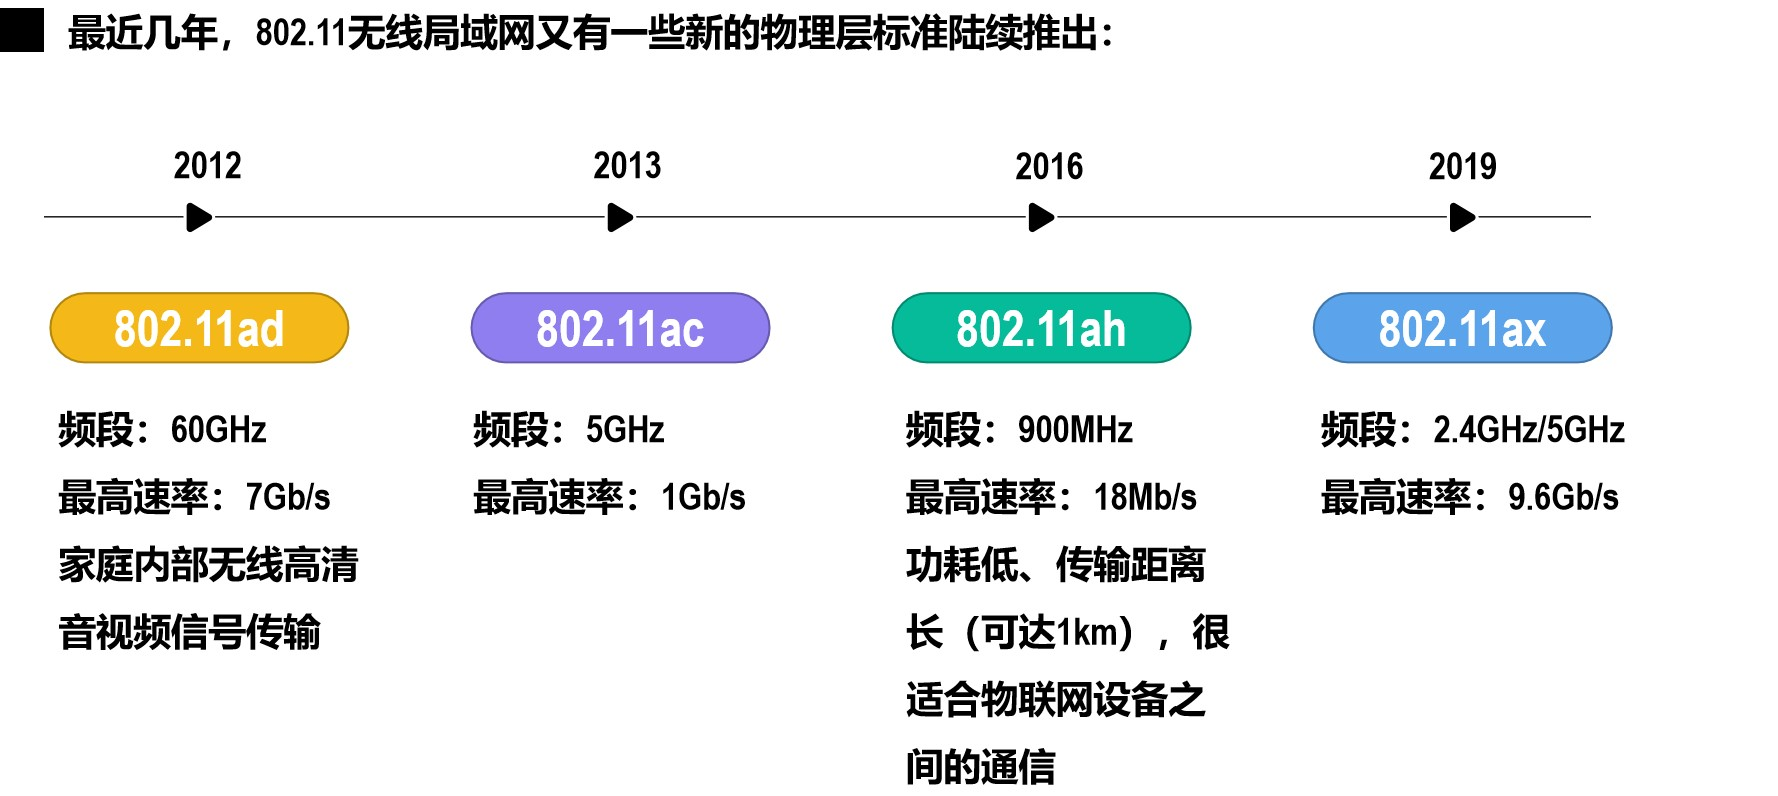 最近几年，802.11无线局域网又有一些新的物理层标准陆续推出：
2012
2013
2016
2019
802.11ad
802.11ac
802.11ah
802.11ax
频段：60GHz
最高速率：7Gb/s
家庭内部无线高清
音视频信号传输
频段：5GHz
最高速率：1Gb/s
频段：900MHz
最高速率：18Mb/s
功耗低、传输距离
长（可达1km），很
适合物联网设备之
间的通信
频段：2.4GHz/5GHz
最高速率：9.6Gb/s